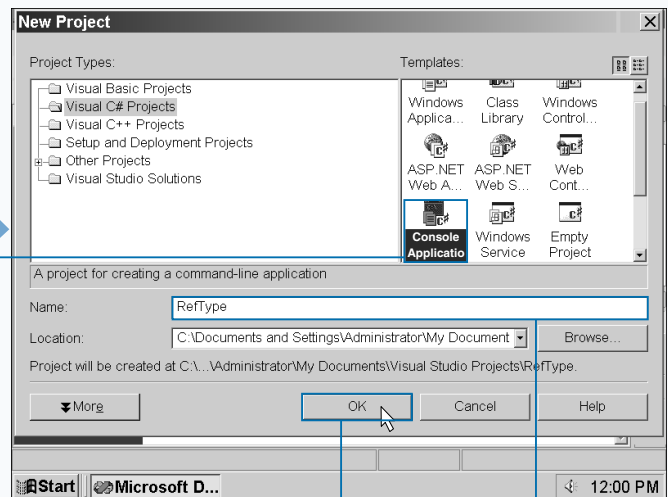 New Project
Project Types:
Templates:
Visual Basic Projects
Visual C# Projects
Visual C++ Projects
Setup and Deployment Projects
Other Projects
Visual Studio Solutions
Windows Applica...
Class Library
Windows Control...
ASP.NET Web A...
ASP.NET Web S...
Web Cont...
Console Applicatio
Windows Service
Empty Project
A project for creating a command-line application
Name:
RefType
Location:
C:\Documents and Settings\Administrator\My Document
Browse...
Project will be created at C:\...\Administrator\My Documents\Visual Studio Projects\RefType.
More
OK
Cancel
Help
Start
Microsoft D...
12:00 PM